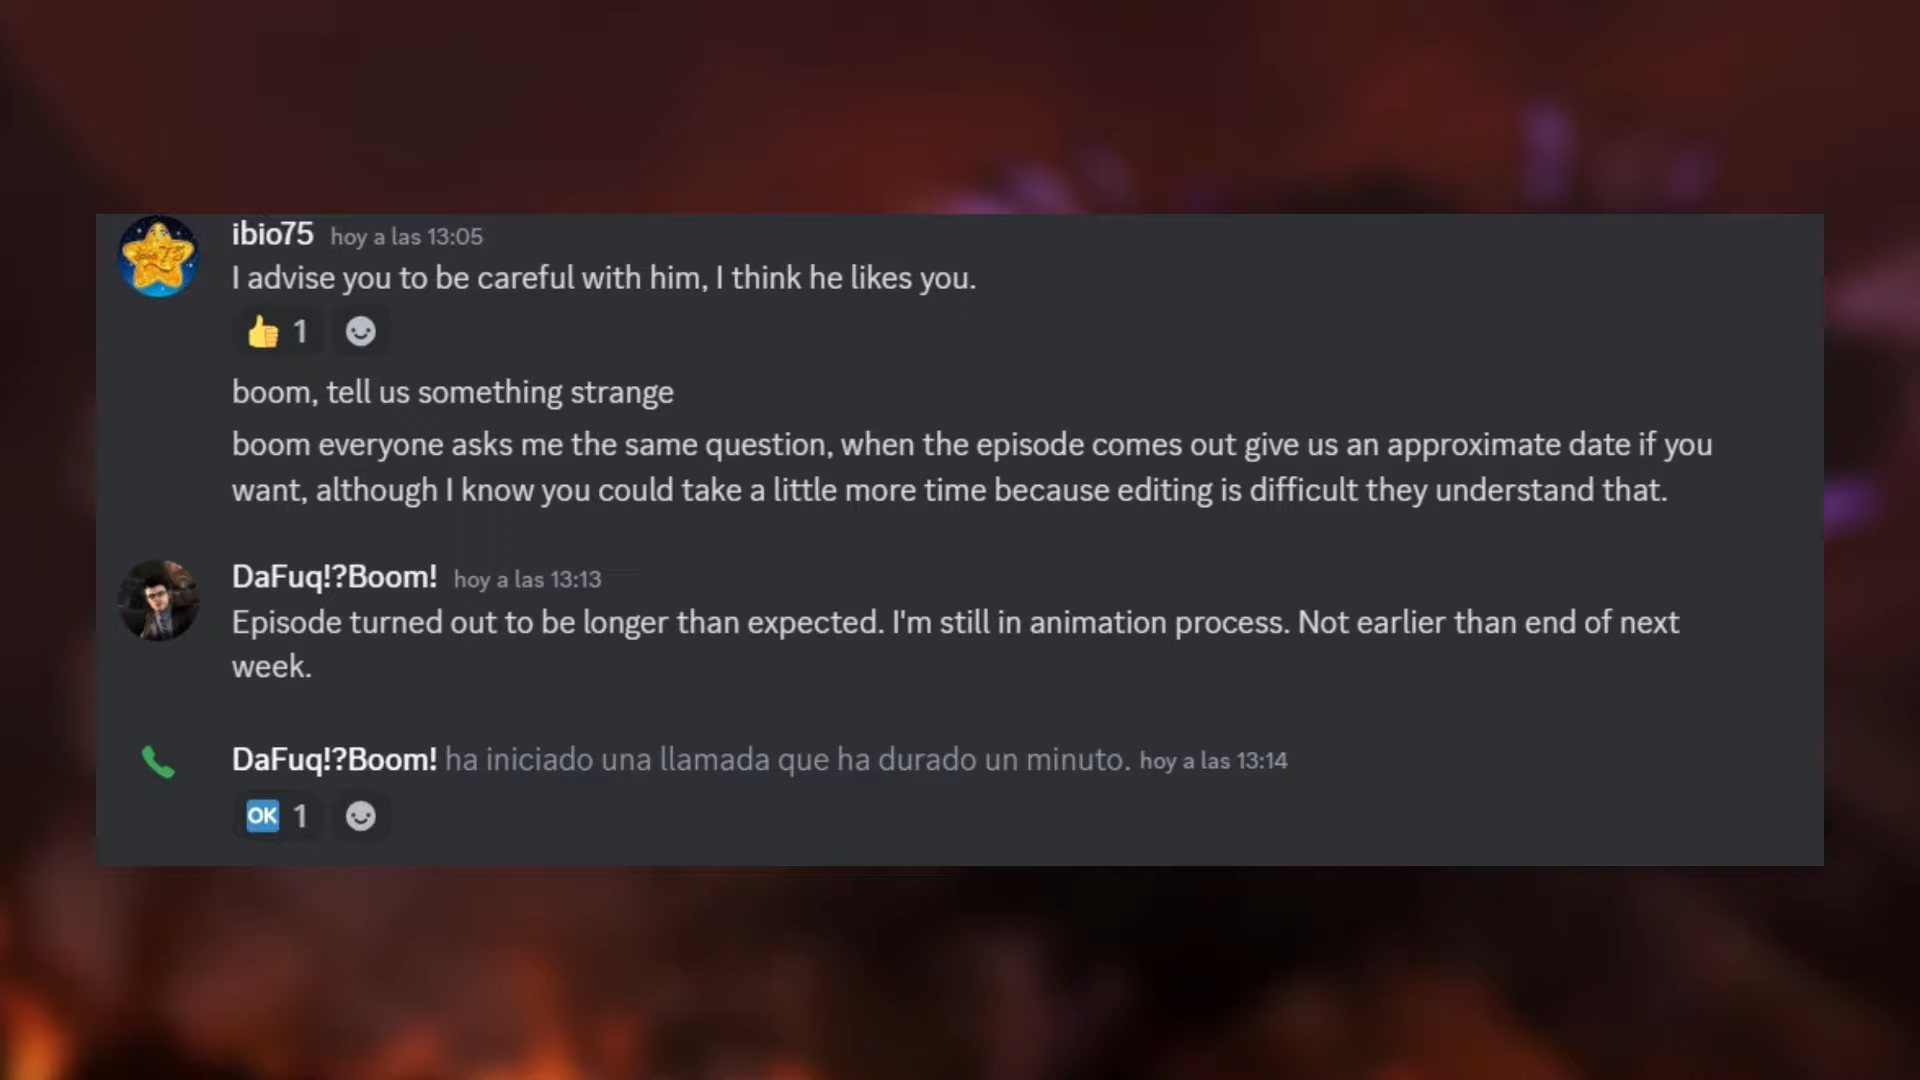 ibio75 hoy a las 13:05
I advise you to be careful with him, I think he likes you.
👍 1
boom, tell us something strange
boom everyone asks me the same question, when the episode comes out give us an approximate date if you
want, although I know you could take a little more time because editing is difficult they understand that.
DaFuq!?Boom! hoy a las 13:13
Episode turned out to be longer than expected. I'm still in animation process. Not earlier than end of next
week.
DaFuq!?Boom! ha iniciado una llamada que ha durado un minuto. hoy a las 13:14
OK 1